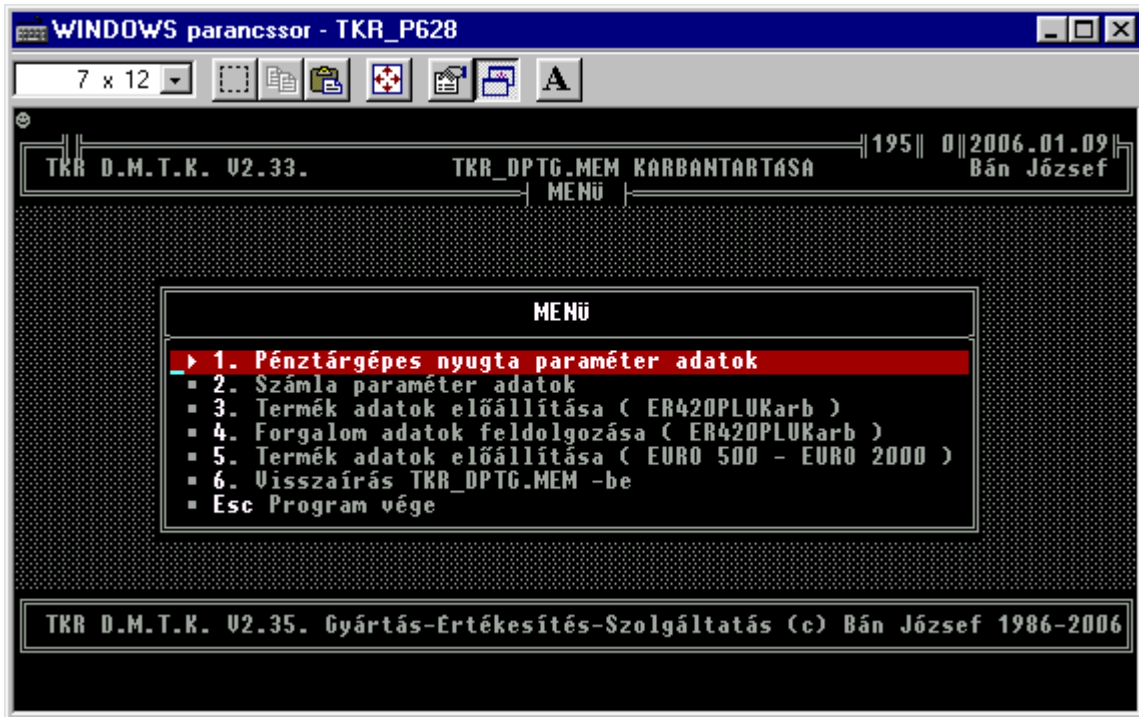 WINDOWS parancssor - TKR_P628
7 x 12
A
195 0 2006.01.09
TKR D.M.T.K. V2.33. TKR_DPTG.MEM KARBANTARTáSA Bán József
MENü
MENü
1. Pénztárgépes nyugta paraméter adatok
2. Számla paraméter adatok
3. Termék adatok előállítása ( ER420PLUKarb )
4. Forgalom adatok feldolgozása ( ER420PLUKarb )
5. Termék adatok előállítása ( EURO 500 - EURO 2000 )
6. Visszaírás TKR_DPTG.MEM -be
Esc Program vége
TKR D.M.T.K. V2.35. Gyártás-Értékesítés-Szolgáltatás (c) Bán József 1986-2006